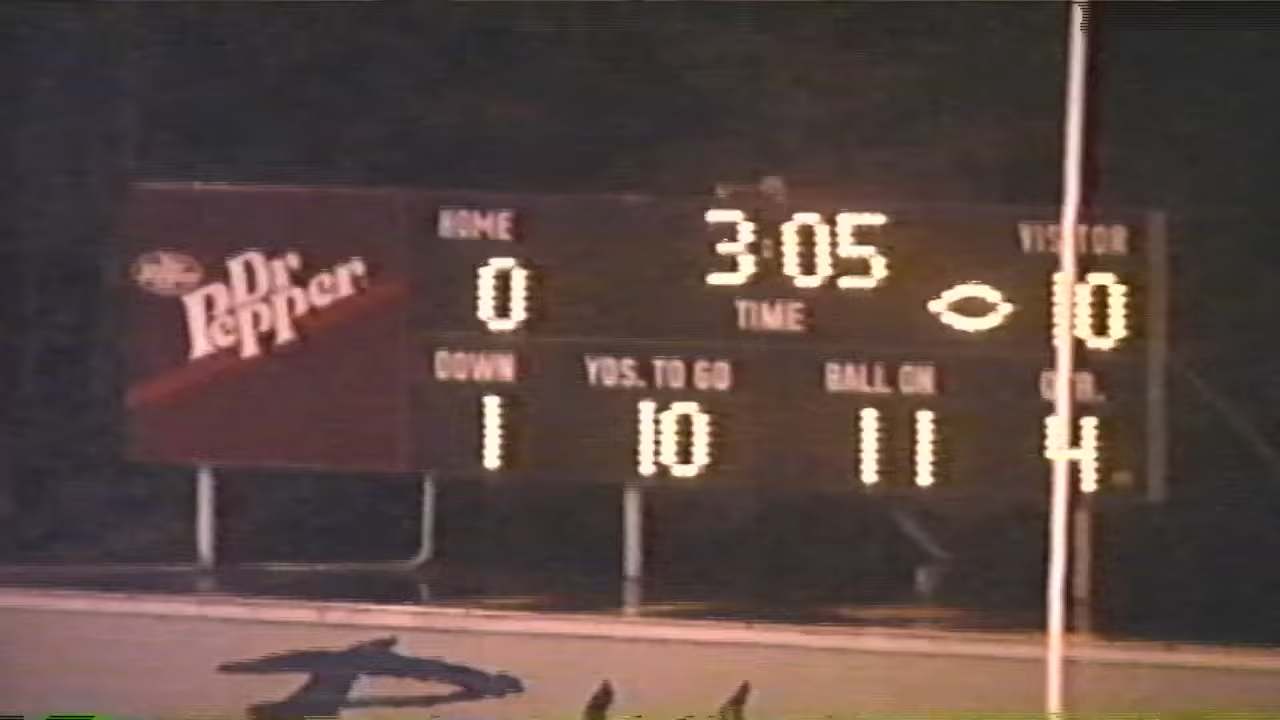 Dr Pepper
HOME 3:05 VISITOR
0 TIME 10
DOWN YDS. TO GO BALL ON QTR.
1 10 11 4